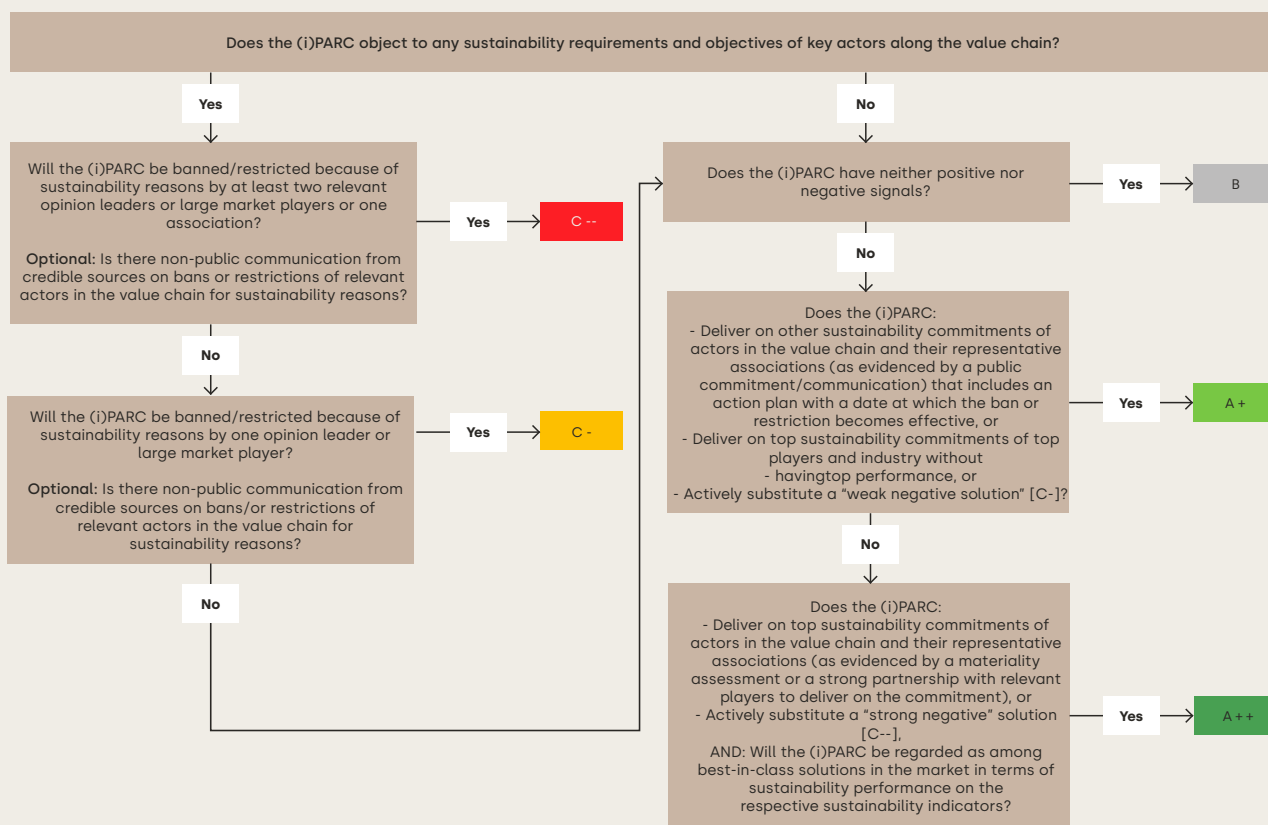 Does the (i)PARC object to any sustainability requirements and objectives of key actors along the value chain?
Yes
No
Will the (i)PARC be banned/restricted because of
sustainability reasons by at least two relevant
opinion leaders or large market players or one
association?
Optional: Is there non-public communication from
credible sources on bans or restrictions of relevant
actors in the value chain for sustainability reasons?
Yes
C --
No
Will the (i)PARC be banned/restricted because of
sustainability reasons by one opinion leader or
large market player?
Optional: Is there non-public communication from
credible sources on bans/or restrictions of
relevant actors in the value chain for
sustainability reasons?
Yes
C -
No
Does the (i)PARC have neither positive nor
negative signals?
Yes
B
No
Does the (i)PARC:
- Deliver on other sustainability commitments of
actors in the value chain and their representative
associations (as evidenced by a public
commitment/communication) that includes an
action plan with a date at which the ban or
restriction becomes effective, or
- Deliver on top sustainability commitments of top
players and industry without
- havingtop performance, or
- Actively substitute a “weak negative solution” [C-]?
Yes
A +
No
Does the (i)PARC:
- Deliver on top sustainability commitments of
actors in the value chain and their representative
associations (as evidenced by a materiality
assessment or a strong partnership with relevant
players to deliver on the commitment), or
- Actively substitute a “strong negative” solution
[C--],
AND: Will the (i)PARC be regarded as among
best-in-class solutions in the market in terms of
sustainability performance on the
respective sustainability indicators?
Yes
A + +